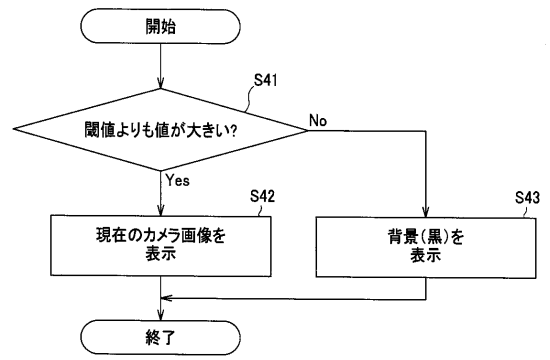 開始
S41
閾値よりも値が大きい?
No
Yes
S42
現在のカメラ画像を
表示
S43
背景(黒)を
表示
終了